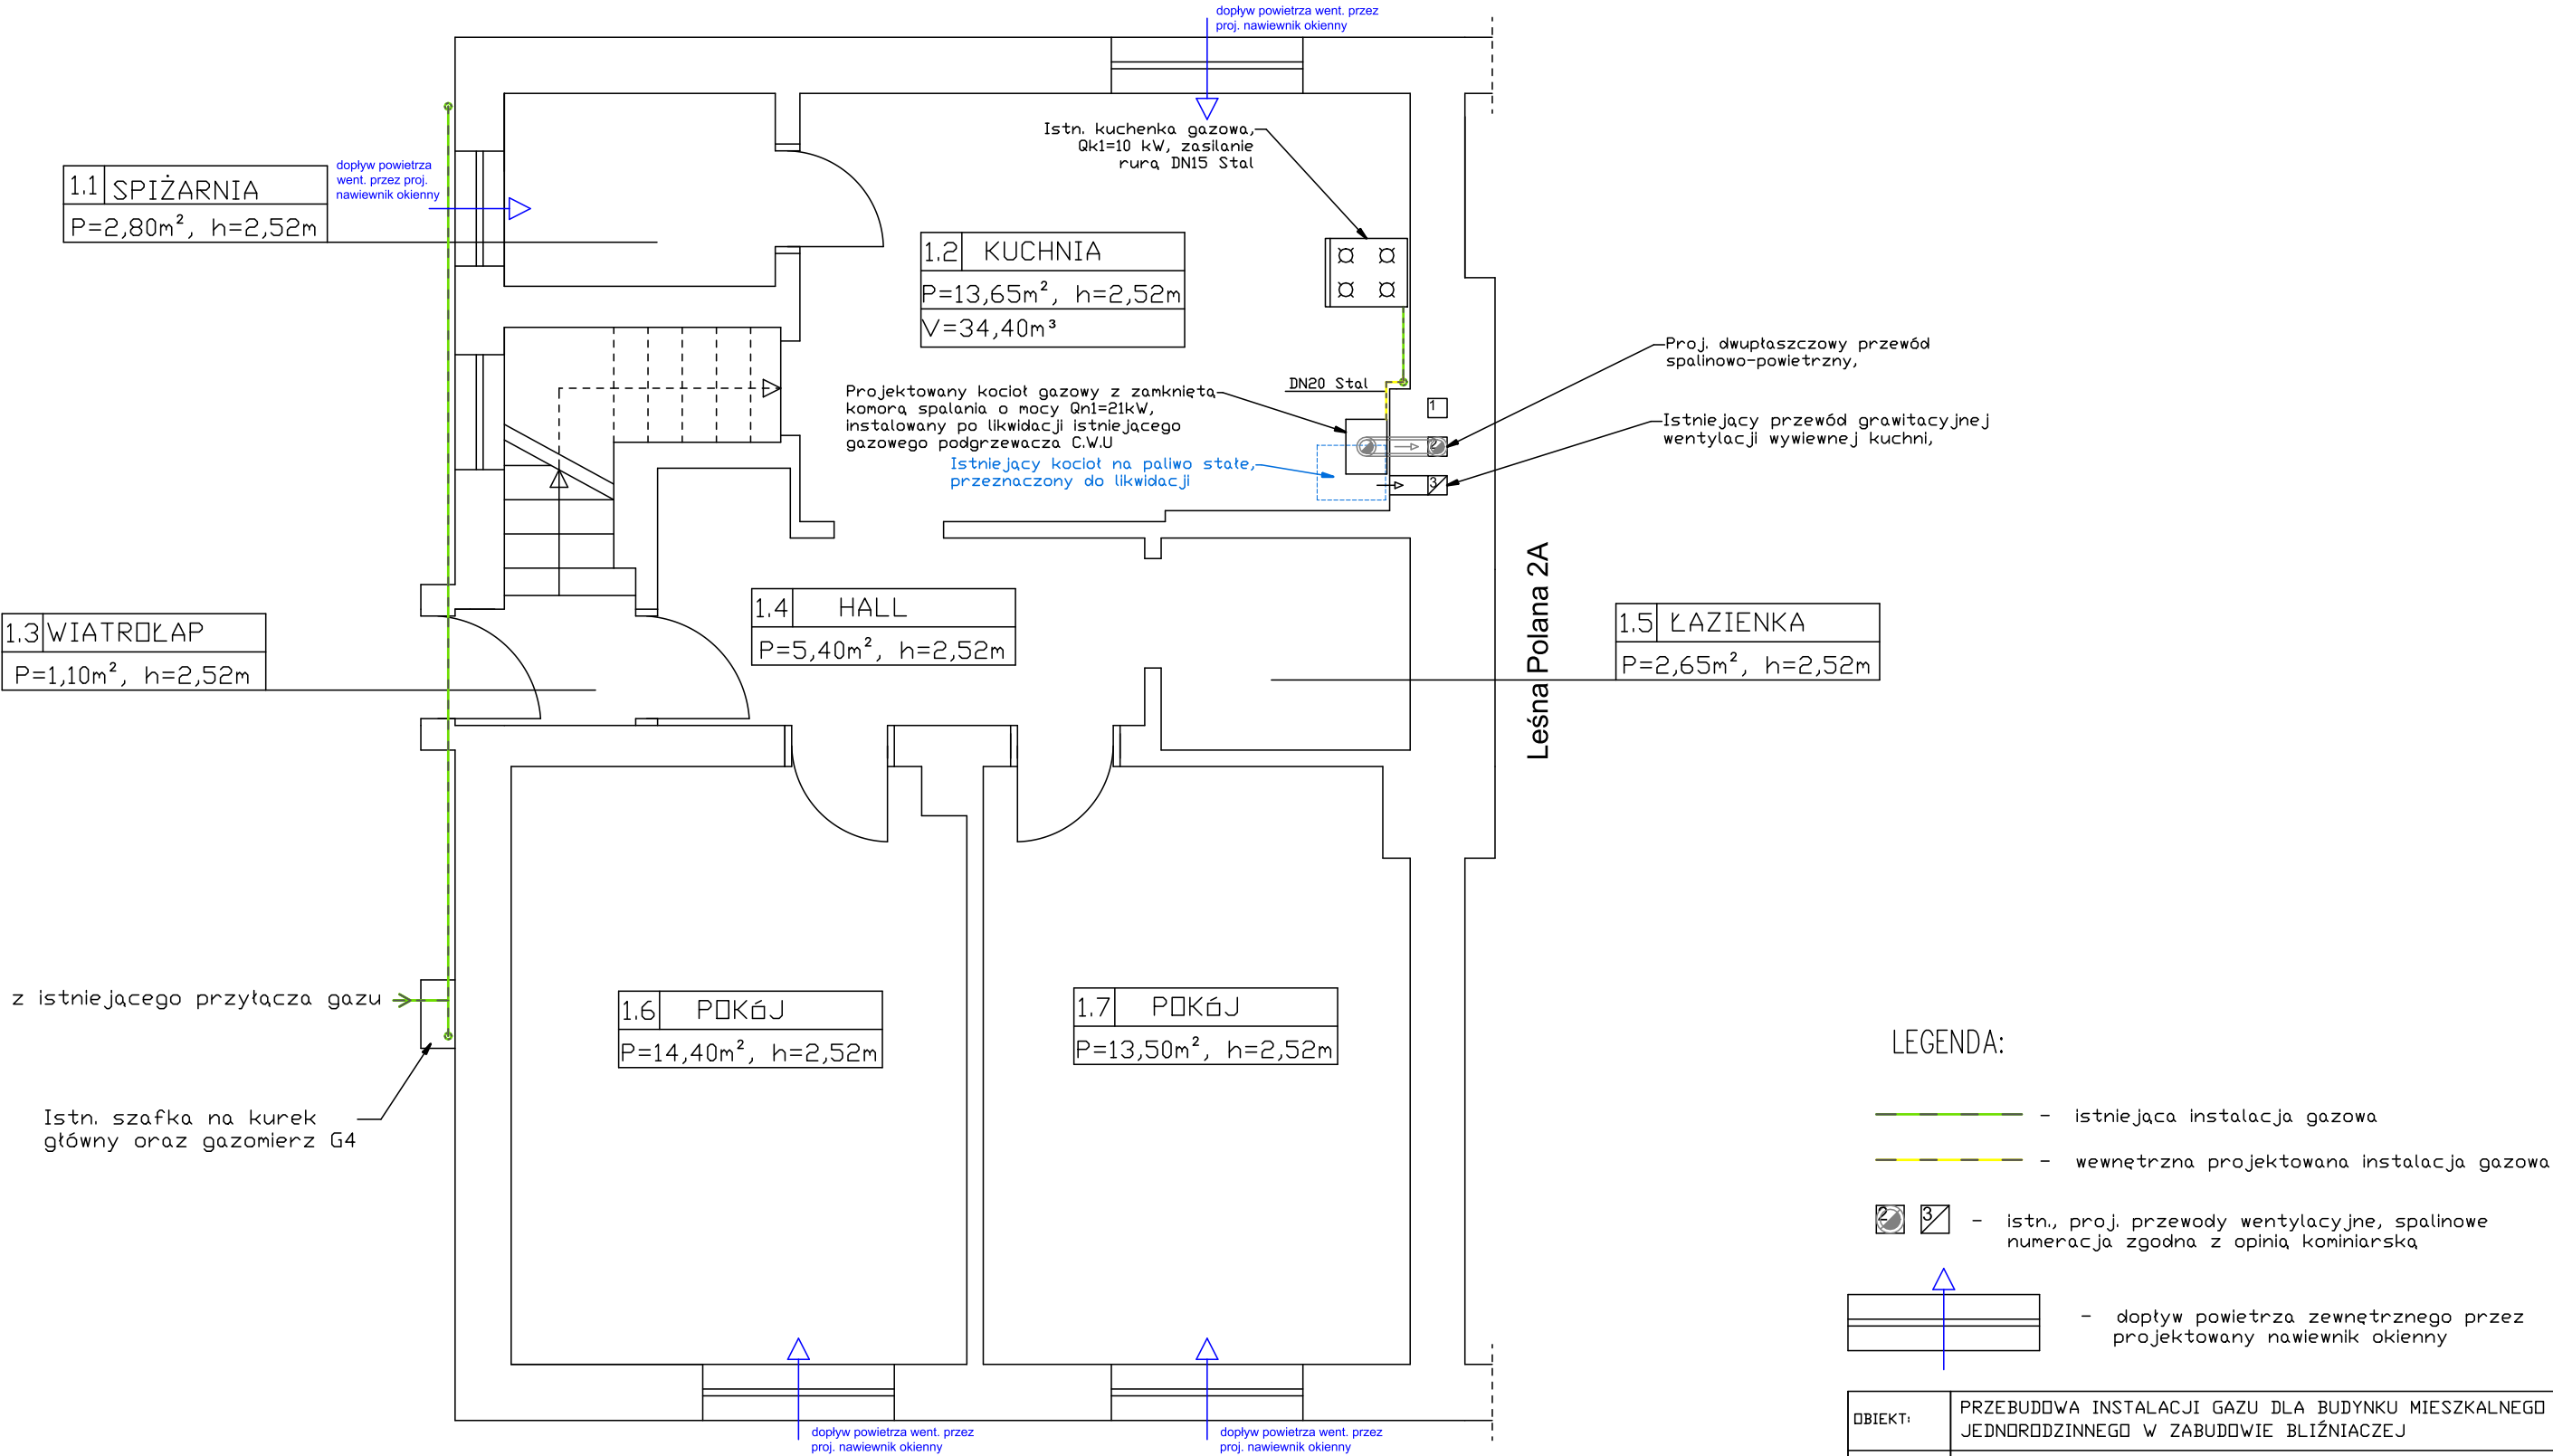 dopływ powietrza went. przez
proj. nawiewnik okienny
Istn. kuchenka gazowa,
Qk1=10 kW, zasilanie
rurą DN15 Stal
1.1 SPIŻARNIA
P=2,80m², h=2,52m
dopływ powietrza
went. przez proj.
nawiewnik okienny
1.2 KUCHNIA
P=13,65m², h=2,52m
V=34,40m³
Proj. dwupłaszczowy przewód
spalinowo-powietrzny,
DN20 Stal
Projektowany kocioł gazowy z zamkniętą
komorą spalania o mocy Qn1=21kW,
instalowany po likwidacji istniejącego
gazowego podgrzewacza C.W.U
1
2
3
Istniejący przewód grawitacyjnej
wentylacji wywiewnej kuchni,
Istniejący kocioł na paliwo stałe,
przeznaczony do likwidacji
1.3 WIATROŁAP
P=1,10m², h=2,52m
1.4 HALL
P=5,40m², h=2,52m
Leśna Polana 2A
1.5 ŁAZIENKA
P=2,65m², h=2,52m
z istniejącego przyłącza gazu
1.6 POKÓJ
P=14,40m², h=2,52m
1.7 POKÓJ
P=13,50m², h=2,52m
Istn. szafka na kurek
główny oraz gazomierz G4
LEGENDA:
- istniejąca instalacja gazowa
- wewnętrzna projektowana instalacja gazowa
2 3 - istn., proj. przewody wentylacyjne, spalinowe
numeracja zgodna z opinią kominiarską
- dopływ powietrza zewnętrznego przez
projektowany nawiewnik okienny
dopływ powietrza went. przez
proj. nawiewnik okienny
dopływ powietrza went. przez
proj. nawiewnik okienny
OBIEKT: PRZEBUDOWA INSTALACJI GAZU DLA BUDYNKU MIESZKALNEGO
JEDNORODZINNEGO W ZABUDOWIE BLIŹNIACZEJ